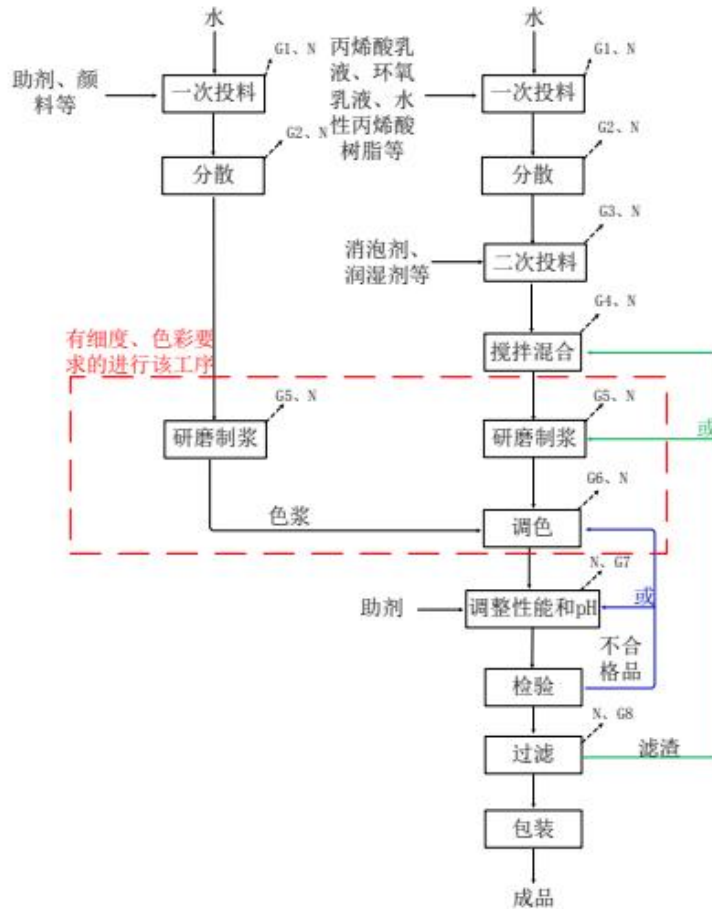 水
水
G1、N
G1、N
助剂、颜
料等
一次投料
丙烯酸乳
液、环氧
乳液、水
性丙烯酸
树脂等
一次投料
G2、N
G2、N
分散
分散
G3、N
消泡剂、
润湿剂等
二次投料
G4、N
有细度、色彩要
求的进行该工序
搅拌混合
G5、N
G5、N
研磨制浆
研磨制浆
或
G6、N
色浆
调色
N、G7
助剂
调整性能和pH
或
不合
格品
检验
N、G8
过滤
滤渣
包装
成品